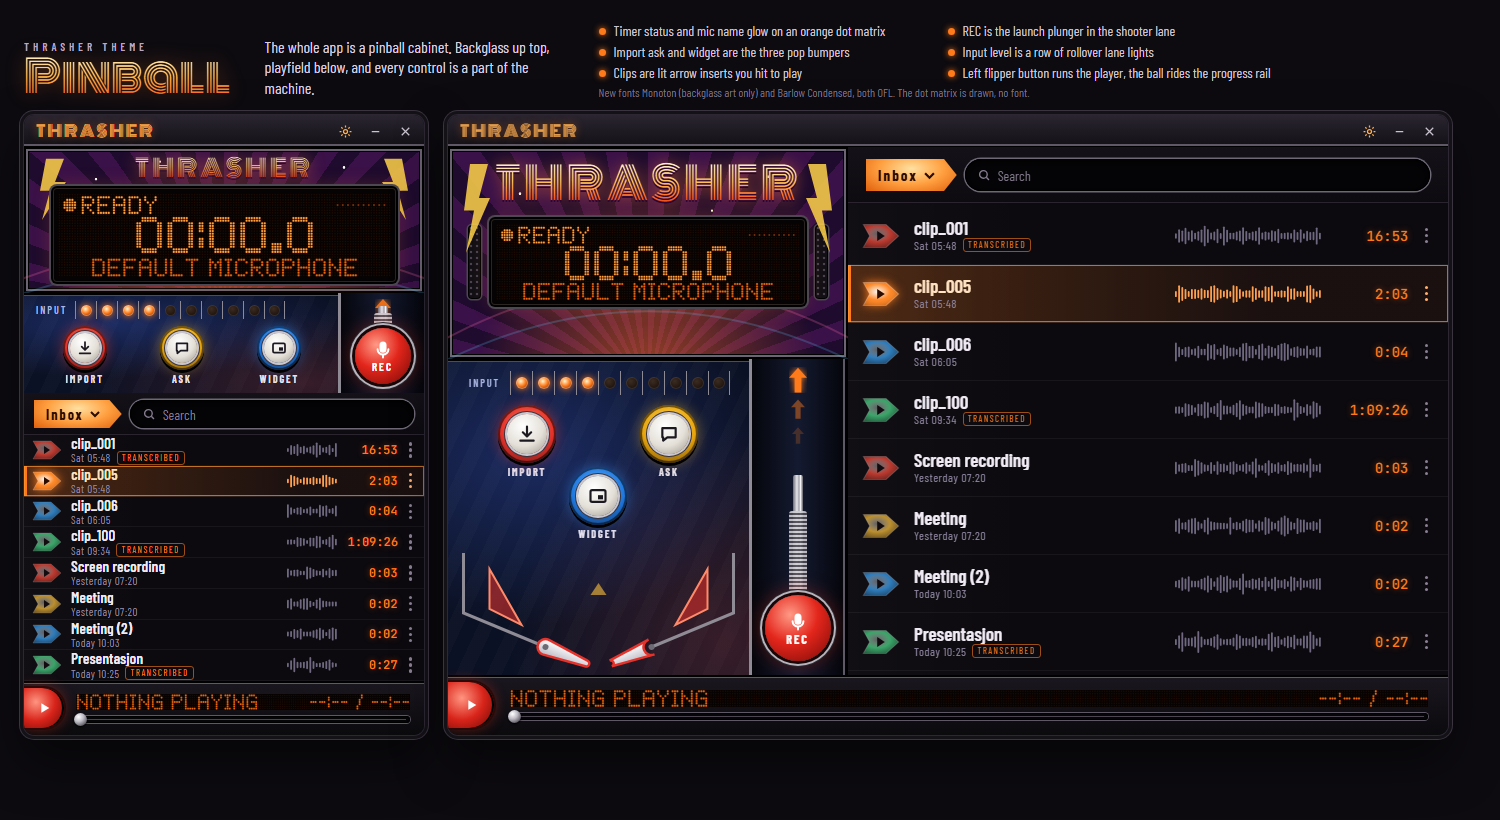 THRASHER THEME
PINBALL
The whole app is a pinball cabinet. Backglass up top,
playfield below, and every control is a part of the
machine.
Timer status and mic name glow on an orange dot matrix
Import ask and widget are the three pop bumpers
Clips are lit arrow inserts you hit to play
REC is the launch plunger in the shooter lane
Input level is a row of rollover lane lights
Left flipper button runs the player, the ball rides the progress rail
New fonts Monoton (backglass art only) and Barlow Condensed, both OFL. The dot matrix is drawn, no font.
THRASHER
THRASHER
READY
00:00.0
DEFAULT MICROPHONE
INPUT
IMPORT
ASK
WIDGET
REC
Inbox
Search
clip_001
16:53
Sat 05:48 TRANSCRIBED
clip_005
2:03
Sat 05:48
clip_006
0:04
Sat 06:05
clip_100
1:09:26
Sat 09:34 TRANSCRIBED
Screen recording
0:03
Yesterday 07:20
Meeting
0:02
Yesterday 07:20
Meeting (2)
0:02
Today 10:03
Presentasjon
0:27
Today 10:25 TRANSCRIBED
NOTHING PLAYING --:-- / --:--
THRASHER
THRASHER
READY
00:00.0
DEFAULT MICROPHONE
INPUT
IMPORT
ASK
WIDGET
REC
Inbox
Search
clip_001
16:53
Sat 05:48 TRANSCRIBED
clip_005
2:03
Sat 05:48
clip_006
0:04
Sat 06:05
clip_100
1:09:26
Sat 09:34 TRANSCRIBED
Screen recording
0:03
Yesterday 07:20
Meeting
0:02
Yesterday 07:20
Meeting (2)
0:02
Today 10:03
Presentasjon
0:27
Today 10:25 TRANSCRIBED
NOTHING PLAYING --:-- / --:--